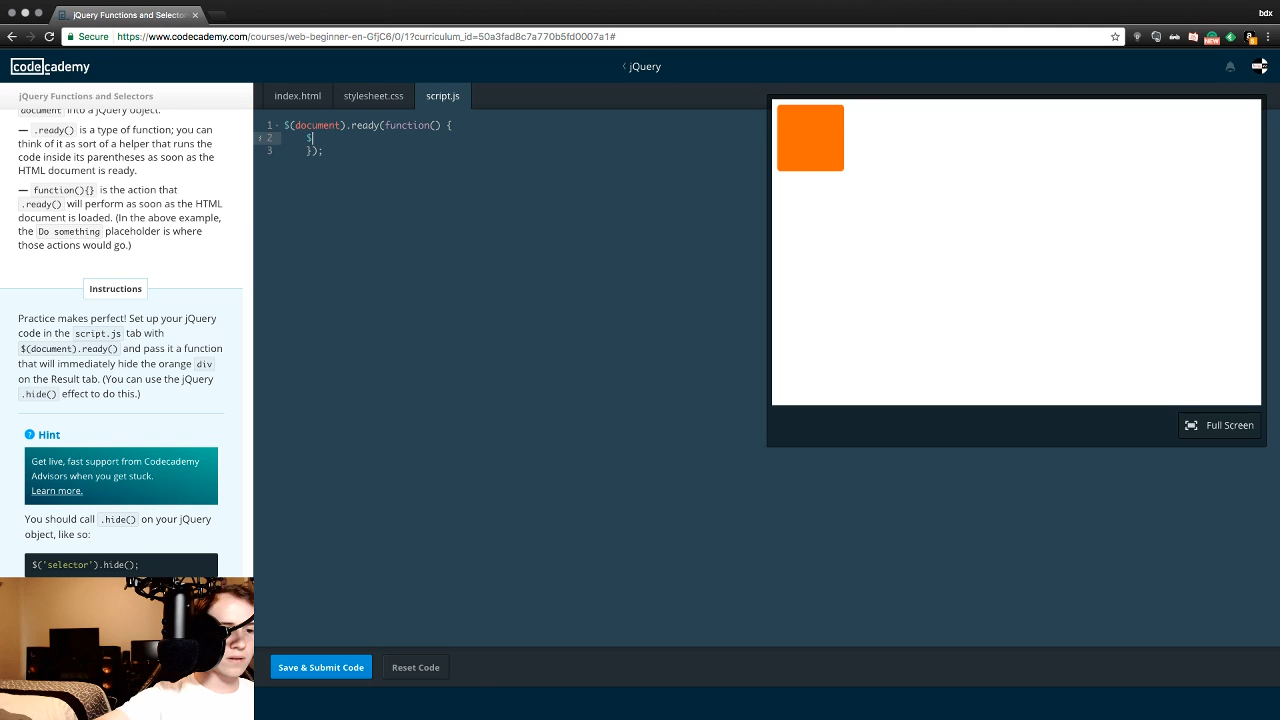 jQuery Functions and Selector
bdx
Secure
https://www.codecademy.com/courses/web-beginner-en-GfjC6/0/1?curriculum_id=50a3fad8c7a770b5fd0007a1#
NEW
6
codecademy
jQuery
jQuery Functions and Selectors
document into a jQuery object.
— .ready() is a type of function; you can
think of it as sort of a helper that runs the
code inside its parentheses as soon as the
HTML document is ready.
— function(){} is the action that
.ready() will perform as soon as the HTML
document is loaded. (In the above example,
the Do something placeholder is where
those actions would go.)
Instructions
Practice makes perfect! Set up your jQuery
code in the script.js tab with
$(document).ready() and pass it a function
that will immediately hide the orange div
on the Result tab. (You can use the jQuery
.hide() effect to do this.)
? Hint
Get live, fast support from Codecademy
Advisors when you get stuck.
Learn more.
You should call .hide() on your jQuery
object, like so:
$('selector').hide();
index.html
stylesheet.css
script.js
1 $(document).ready(function() {
i 2 $
3 });
Full Screen
Save & Submit Code
Reset Code